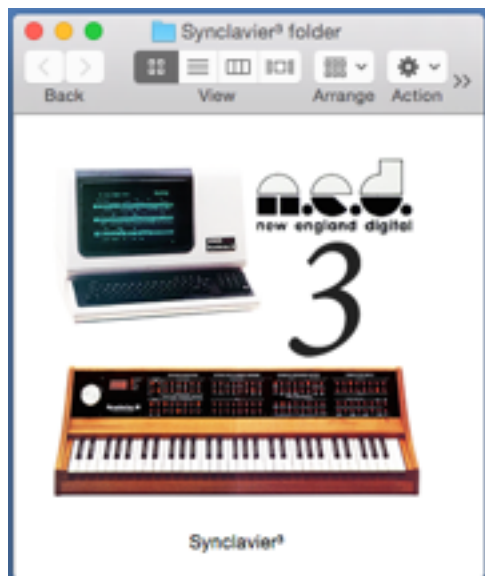 Synclavier³ folder
Back
View
Arrange
Action
n.e.d.
new england digital
3
Synclavier³